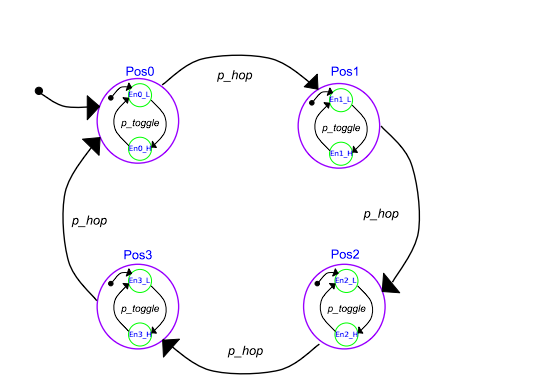 Pos0
En0_L
p_toggle
En0_H
p_hop
Pos1
En1_L
p_toggle
En1_H
p_hop
Pos2
En2_L
p_toggle
En2_H
p_hop
Pos3
En3_L
p_toggle
En3_H
p_hop